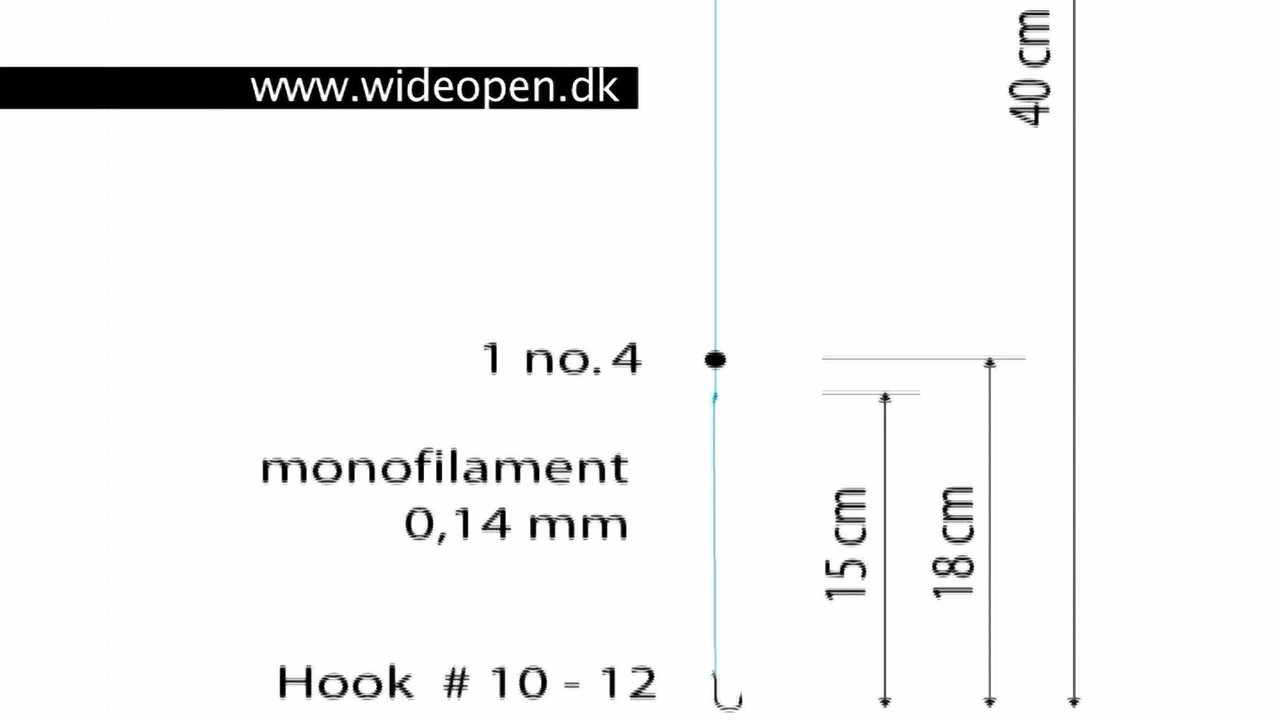 www.wideopen.dk
40 cm
1 no. 4
monofilament
0,14 mm
15 cm
18 cm
Hook # 10 - 12